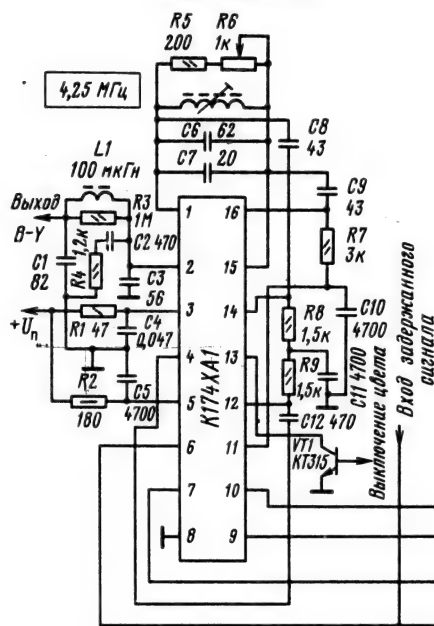 R5 R6
200 1к
4,25 МГц
C6 62
C7 20
C8
43
L1
100 мкГн
Выход
B-Y
R3
1М
C2 470
1,2к
R4
C1
82
C3
56
C9
43
R7
3к
+Uп
R1 47
C4
0,047
R2
180
C5
4700
R8
1,5к
R9
1,5к
C10
4700
C11 4700
C12 470
VT1
КТ315
Выключение цвета
Вход задержанного
сигнала
К174ХА1
1 16
2 15
3 14
4 13
5 12
6 11
7 10
8 9